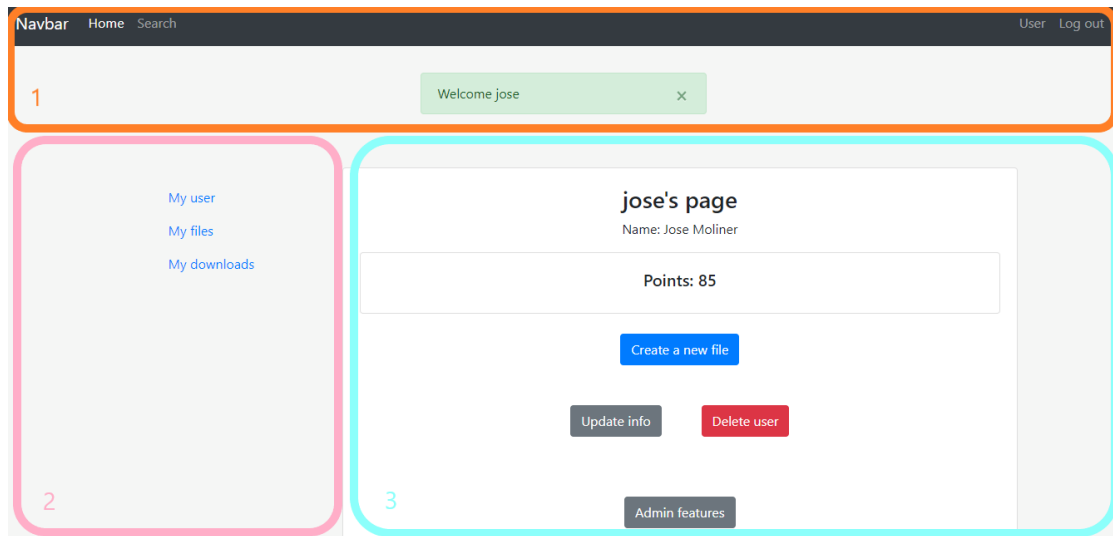 Navbar Home Search User Log out
1
Welcome jose ×
My user
My files
My downloads
2
jose's page
Name: Jose Moliner
Points: 85
Create a new file
Update info Delete user
Admin features
3